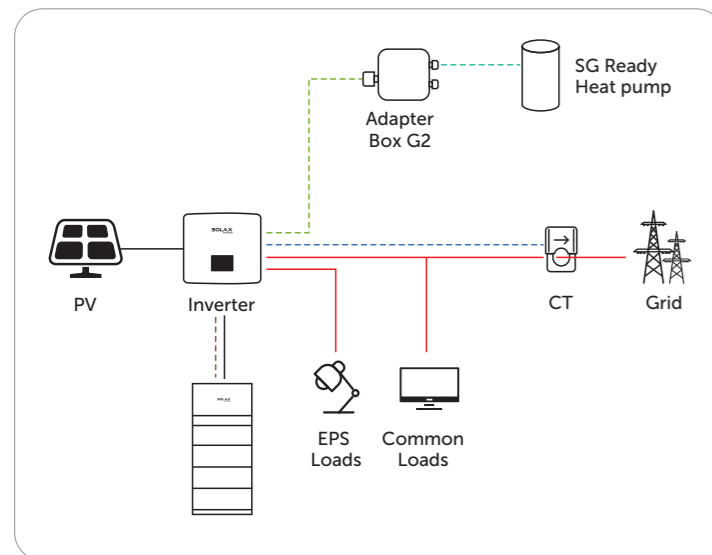 SG Ready
Heat pump
Adapter
Box G2
SOLAX
PV
Inverter
CT
Grid
SOLAX
EPS
Loads
Common
Loads